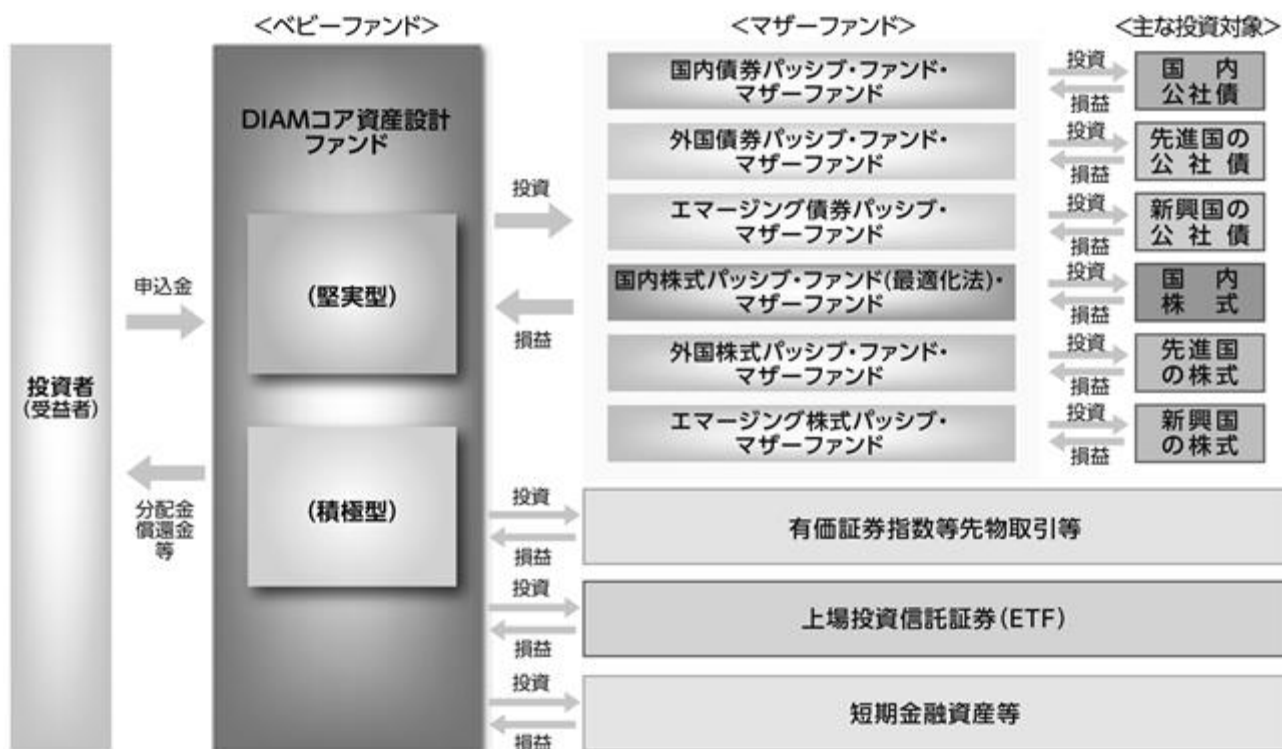 <ベビーファンド>
<マザーファンド>
<主な投資対象>
投資者
(受益者)
申込金
分配金
償還金
等
DIAMコア資産設計
ファンド
(堅実型)
(積極型)
投資
損益
国内債券パッシブ・ファンド・
マザーファンド
投資
損益
国内
公社債
外国債券パッシブ・ファンド・
マザーファンド
投資
損益
先進国の
公社債
エマージング債券パッシブ・
マザーファンド
投資
損益
新興国の
公社債
国内株式パッシブ・ファンド(最適化法)・
マザーファンド
投資
損益
国内
株式
外国株式パッシブ・ファンド・
マザーファンド
投資
損益
先進国
の株式
エマージング株式パッシブ・
マザーファンド
投資
損益
新興国
の株式
投資
損益
有価証券指数等先物取引等
投資
損益
上場投資信託証券(ETF)
投資
損益
短期金融資産等